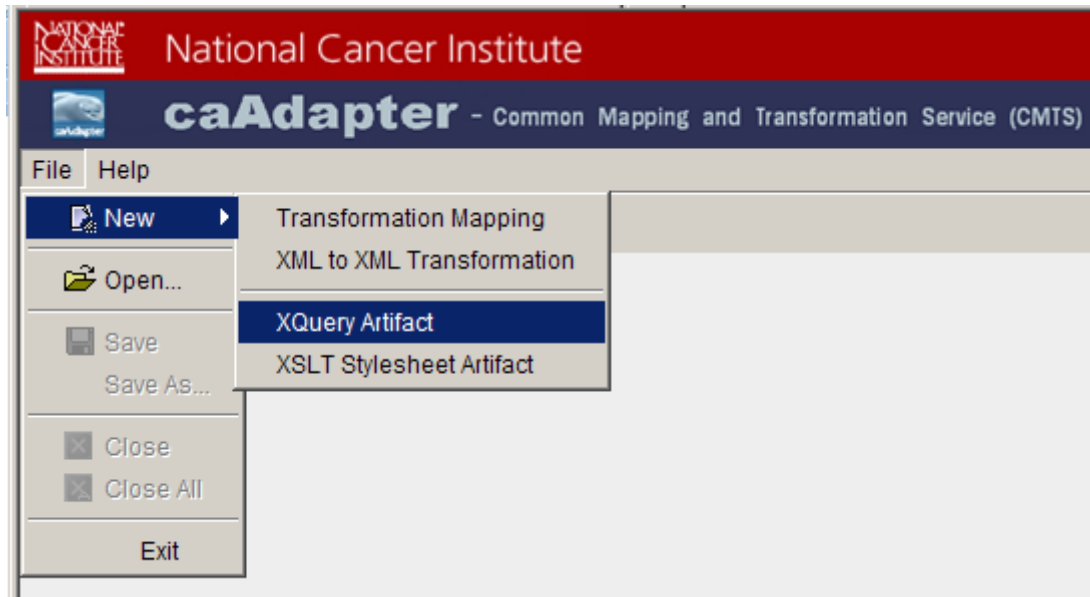 NATIONAL CANCER INSTITUTE
National Cancer Institute
caAdapter
caAdapter - Common Mapping and Transformation Service (CMTS)
File Help
New
Transformation Mapping
XML to XML Transformation
Open...
XQuery Artifact
Save
XSLT Stylesheet Artifact
Save As...
Close
Close All
Exit